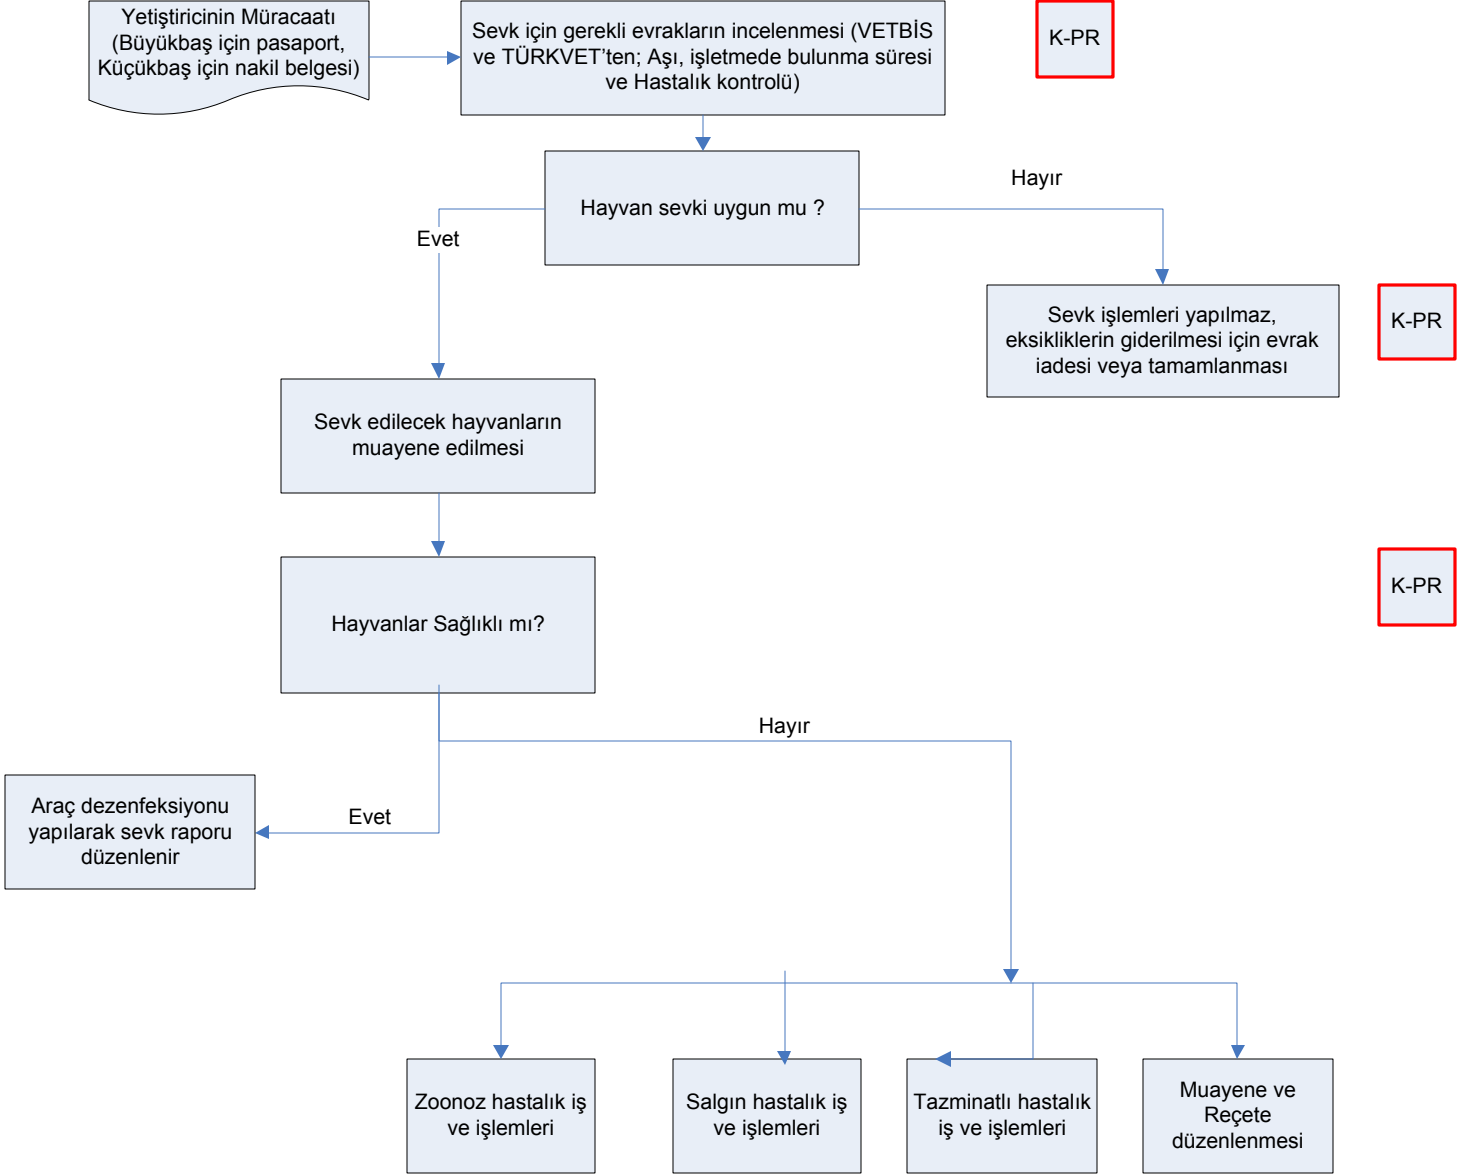 Yetiştiricinin Müracaatı
(Büyükbaş için pasaport,
Küçükbaş için nakil belgesi)
Sevk için gerekli evrakların incelenmesi (VETBİS
ve TÜRKVET’ten; Aşı, işletmede bulunma süresi
ve Hastalık kontrolü)
K-PR
Hayvan sevki uygun mu ?
Hayır
Evet
Sevk işlemleri yapılmaz,
eksikliklerin giderilmesi için evrak
iadesi veya tamamlanması
K-PR
Sevk edilecek hayvanların
muayene edilmesi
Hayvanlar Sağlıklı mı?
K-PR
Hayır
Evet
Araç dezenfeksiyonu
yapılarak sevk raporu
düzenlenir
Zoonoz hastalık iş
ve işlemleri
Salgın hastalık iş
ve işlemleri
Tazminatlı hastalık
iş ve işlemleri
Muayene ve
Reçete
düzenlenmesi